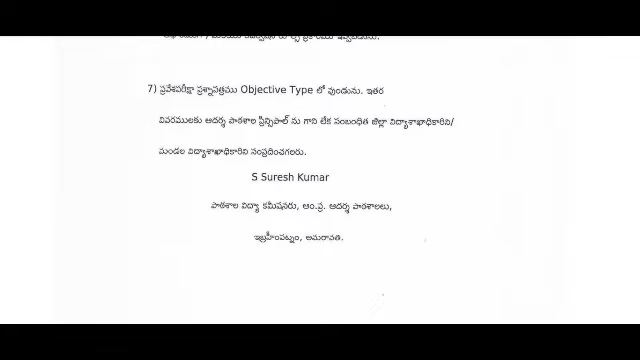 7) ప్రవేశపరీక్షా ప్రశ్నాపత్రము Objective Type లో వుండును. ఇతర
వివరములకు ఆదర్శ పాఠశాల ప్రిన్సిపాల్ ను గాని లేక సంబంధిత జిల్లా విద్యాశాఖాధికారిని/
మండల విద్యాశాఖాధికారిని సంప్రదించగలరు.
S Suresh Kumar
పాఠశాల విద్యా కమీషనరు, ఆం.ప్ర. ఆదర్శ పాఠశాలలు,
ఇబ్రహీంపట్నం, అమరావతి.